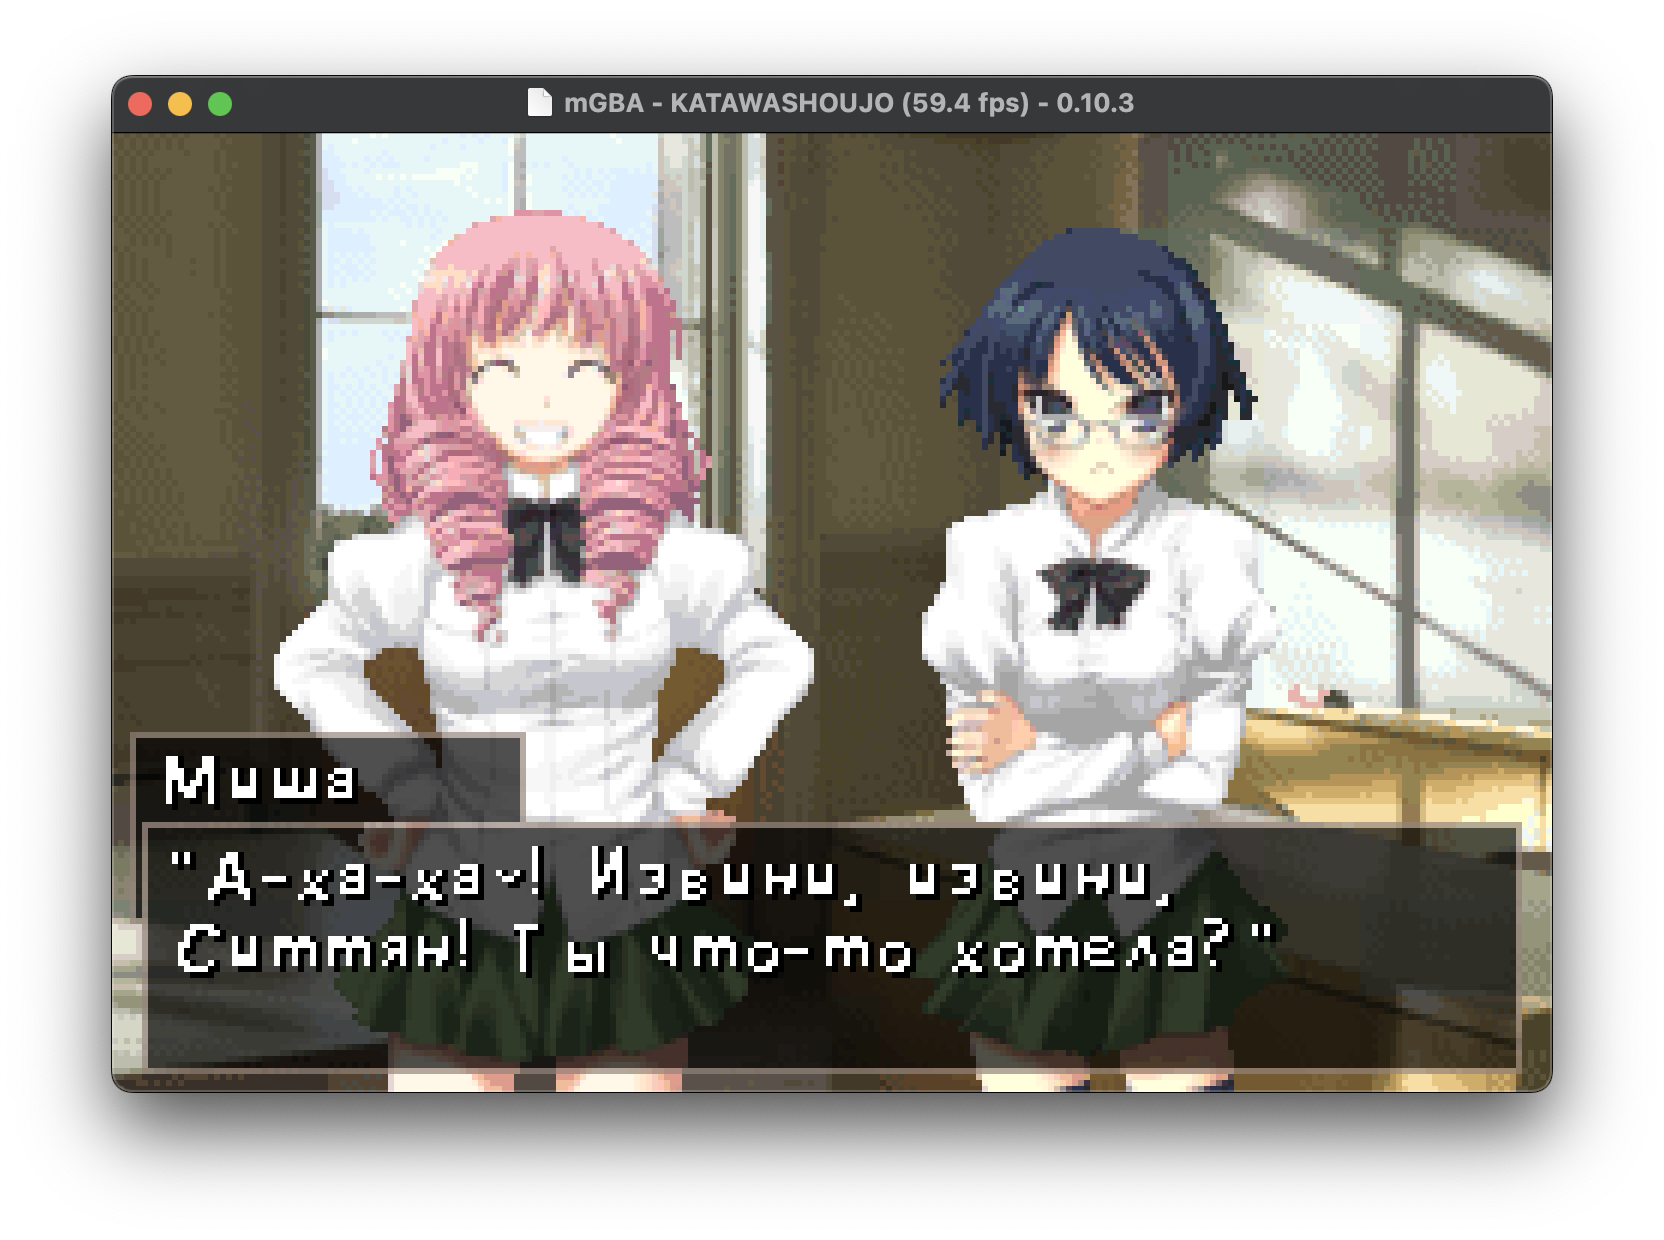 mGBA - KATAWASHOUJO (59.4 fps) - 0.10.3
Миша
"А-ха-ха~! Извини, извини,
Ситтян! Ты что-то хотела?"